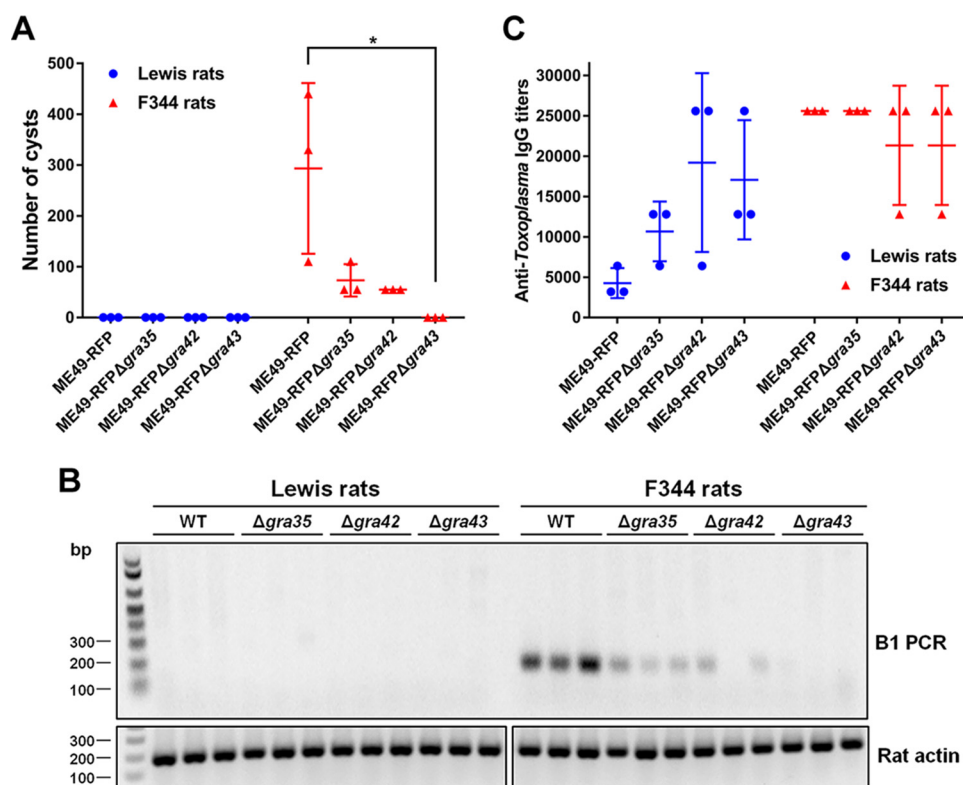 A
*
500
400
300
200
100
0
Number of cysts
Lewis rats
F344 rats
ME49-RFP
ME49-RFPΔgra35
ME49-RFPΔgra42
ME49-RFPΔgra43
ME49-RFP
ME49-RFPΔgra35
ME49-RFPΔgra42
ME49-RFPΔgra43
C
30000
25000
20000
15000
10000
5000
0
Anti-Toxoplasma IgG titers
Lewis rats
F344 rats
ME49-RFP
ME49-RFPΔgra35
ME49-RFPΔgra42
ME49-RFPΔgra43
ME49-RFP
ME49-RFPΔgra35
ME49-RFPΔgra42
ME49-RFPΔgra43
B
Lewis rats F344 rats
WT Δgra35 Δgra42 Δgra43 WT Δgra35 Δgra42 Δgra43
bp
300
200
100
B1 PCR
300
200
100
Rat actin